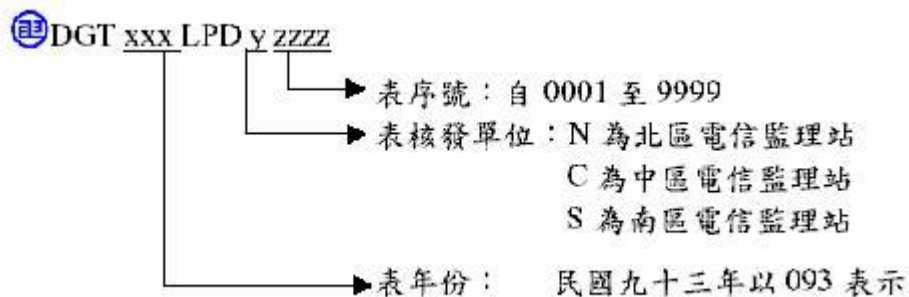 DGT xxx LPD y zzzz
表序號：自 0001 至 9999
表核發單位：N 為北區電信監理站
C 為中區電信監理站
S 為南區電信監理站
表年份： 民國九十三年以 093 表示